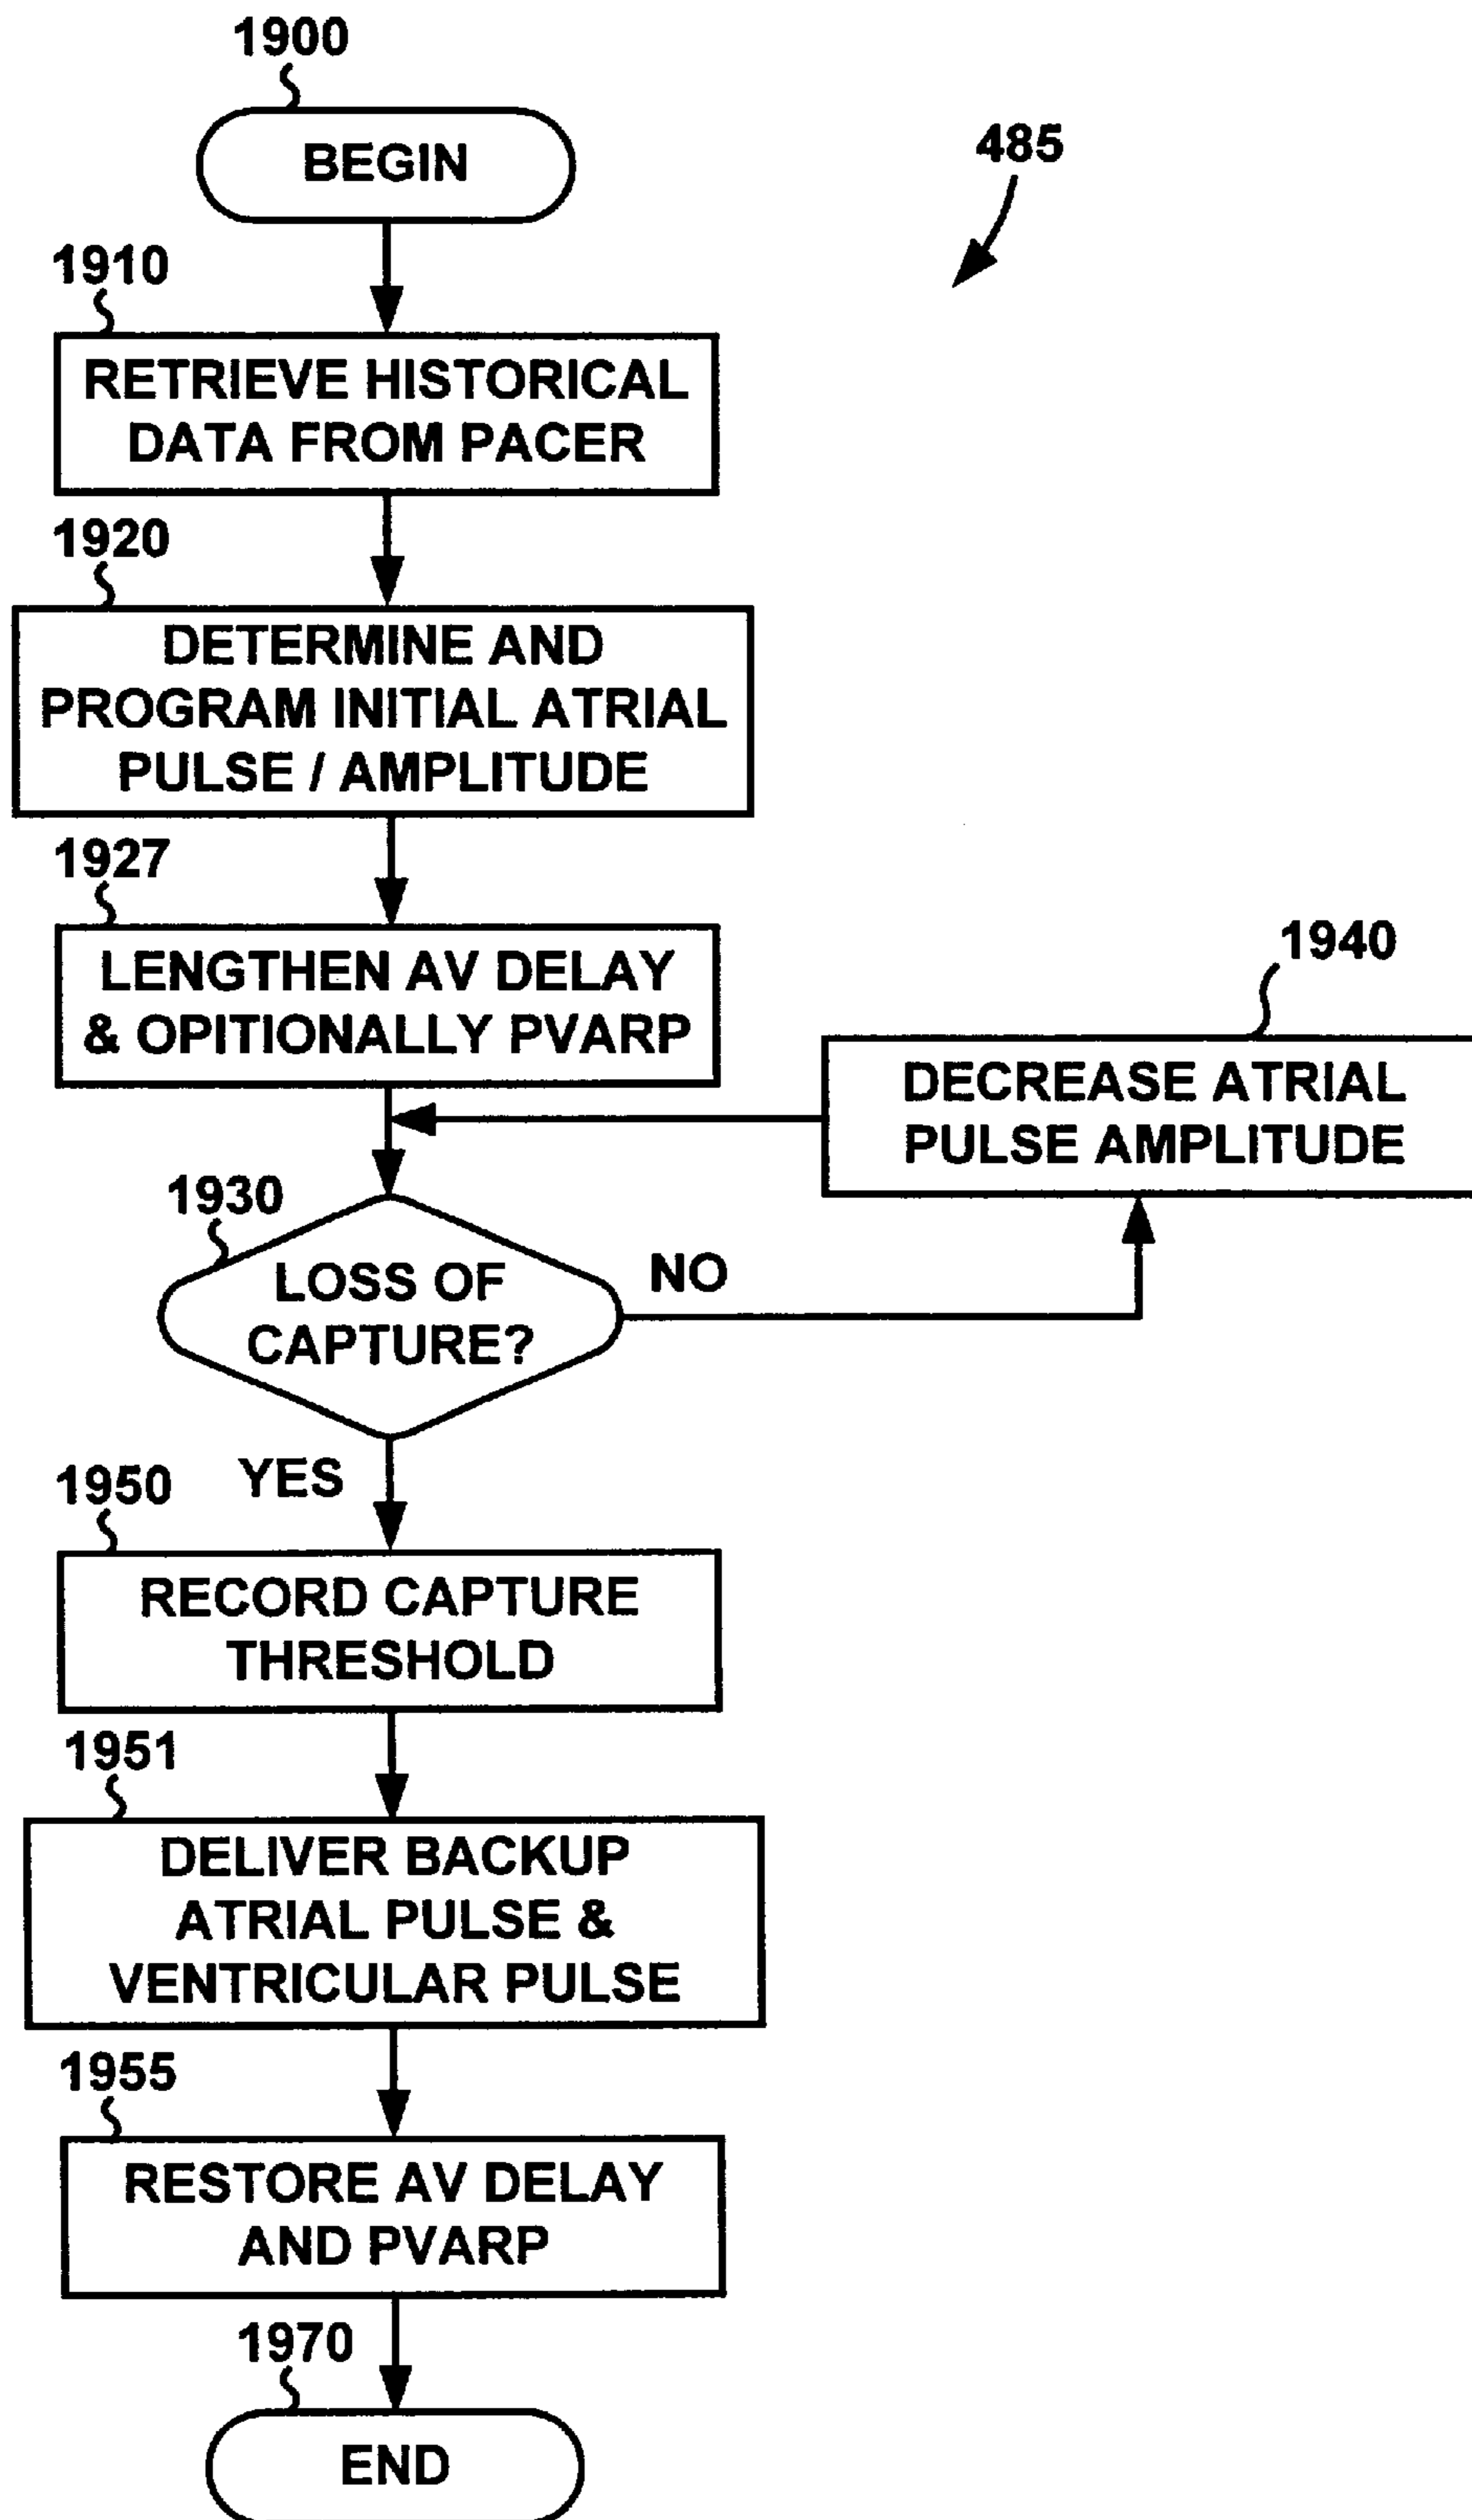 1900
BEGIN
485
1910
RETRIEVE HISTORICAL
DATA FROM PACER
1920
DETERMINE AND
PROGRAM INITIAL ATRIAL
PULSE / AMPLITUDE
1927
LENGTHEN AV DELAY
& OPITIONALLY PVARP
1940
DECREASE ATRIAL
PULSE AMPLITUDE
1930
LOSS OF
CAPTURE?
NO
YES
1950
RECORD CAPTURE
THRESHOLD
1951
DELIVER BACKUP
ATRIAL PULSE &
VENTRICULAR PULSE
1955
RESTORE AV DELAY
AND PVARP
1970
END